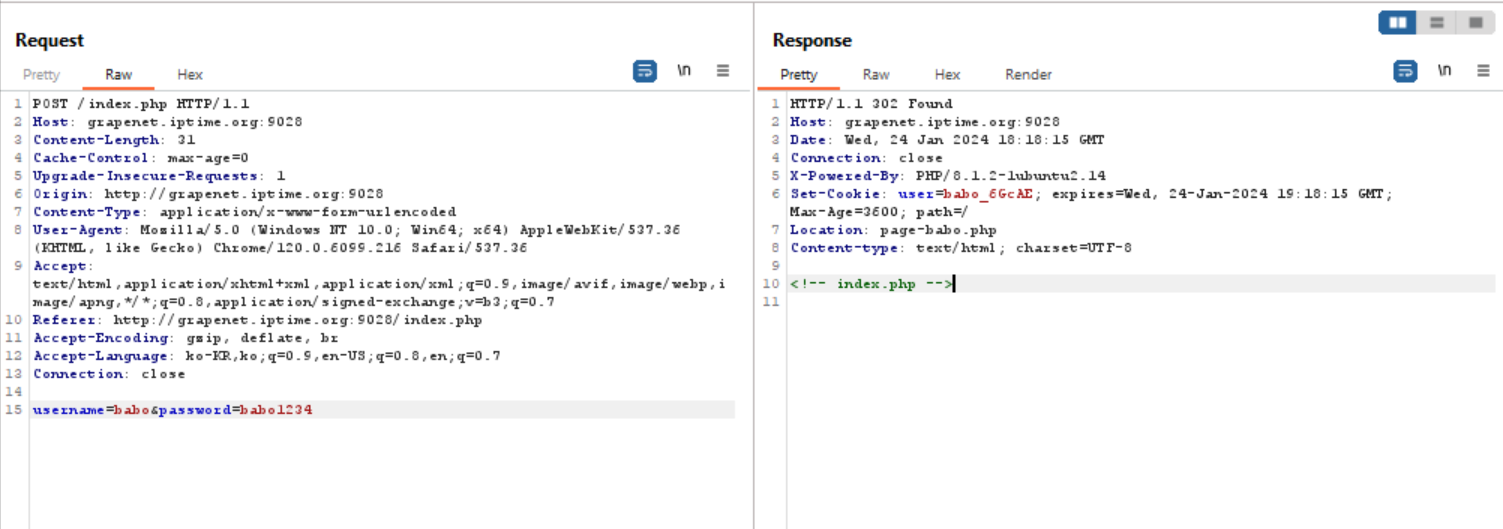 Request
Pretty Raw Hex
\n
1 POST /index.php HTTP/1.1
2 Host: grapenet.iptime.org:9028
3 Content-Length: 31
4 Cache-Control: max-age=0
5 Upgrade-Insecure-Requests: 1
6 Origin: http://grapenet.iptime.org:9028
7 Content-Type: application/x-www-form-urlencoded
8 User-Agent: Mozilla/5.0 (Windows NT 10.0; Win64; x64) AppleWebKit/537.36
(KHTML, like Gecko) Chrome/120.0.6099.216 Safari/537.36
9 Accept:
text/html,application/xhtml+xml,application/xml;q=0.9,image/avif,image/webp,i
mage/apng,*/*;q=0.8,application/signed-exchange;v=b3;q=0.7
10 Referer: http://grapenet.iptime.org:9028/index.php
11 Accept-Encoding: gzip, deflate, br
12 Accept-Language: ko-KR,ko;q=0.9,en-US;q=0.8,en;q=0.7
13 Connection: close
14
15 username=babo&password=babo1234
Response
Pretty Raw Hex Render
\n
1 HTTP/1.1 302 Found
2 Host: grapenet.iptime.org:9028
3 Date: Wed, 24 Jan 2024 18:18:15 GMT
4 Connection: close
5 X-Powered-By: PHP/8.1.2-1ubuntu2.14
6 Set-Cookie: user=babo_6GcAE; expires=Wed, 24-Jan-2024 19:18:15 GMT;
Max-Age=3600; path=/
7 Location: page-babo.php
8 Content-type: text/html; charset=UTF-8
9
10 <!-- index.php -->
11